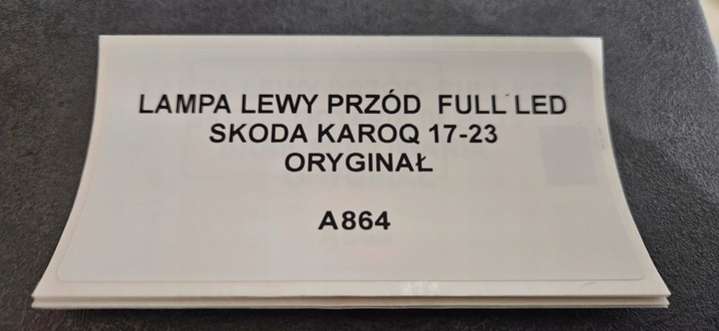 LAMPA LEWY PRZÓD FULL LED
SKODA KAROQ 17-23
ORYGINAŁ
A864